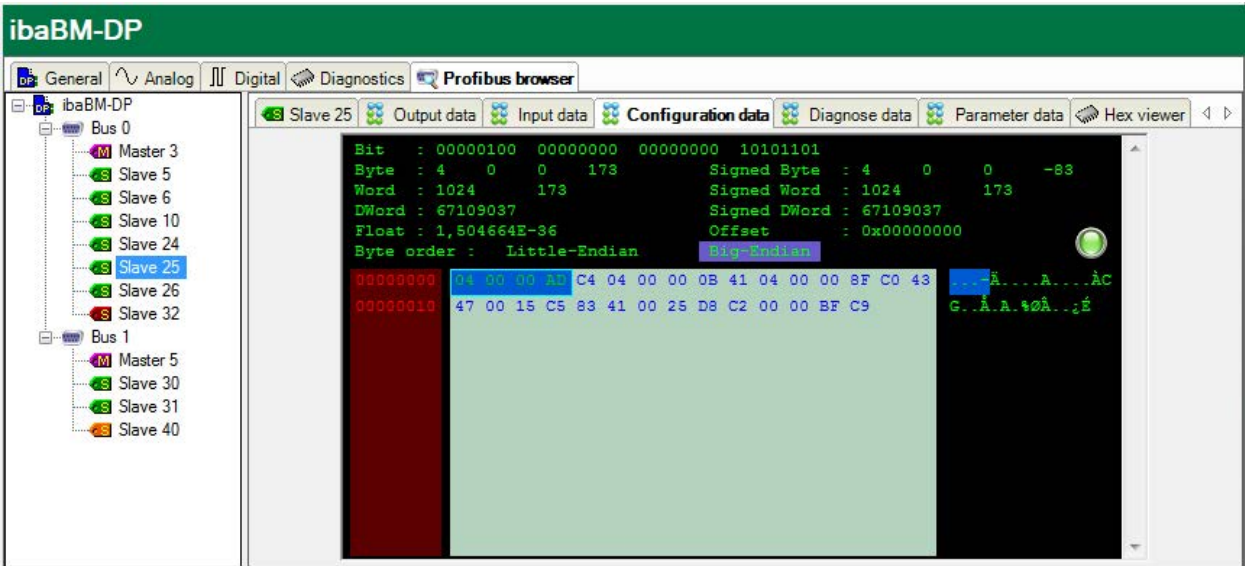 ibaBM-DP
General Analog Digital Diagnostics Profibus browser
ibaBM-DP
Bus 0
Master 3
Slave 5
Slave 6
Slave 10
Slave 24
Slave 25
Slave 26
Slave 32
Bus 1
Master 5
Slave 30
Slave 31
Slave 40
Slave 25 Output data Input data Configuration data Diagnose data Parameter data Hex viewer
Bit : 00000100 00000000 00000000 10101101
Byte : 4 0 0 173 Signed Byte : 4 0 0 -83
Word : 1024 173 Signed Word : 1024 173
DWord : 67109037 Signed DWord : 67109037
Float : 1,504664E-36 Offset : 0x00000000
Byte order : Little-Endian Big-Endian
00000000 04 00 00 AD C4 04 00 00 0B 41 04 00 00 8F C0 43 ...-Ä....A....ÀC
00000010 47 00 15 C5 83 41 00 25 D8 C2 00 00 BF C9 G..Å.A.%ØÂ..¿É